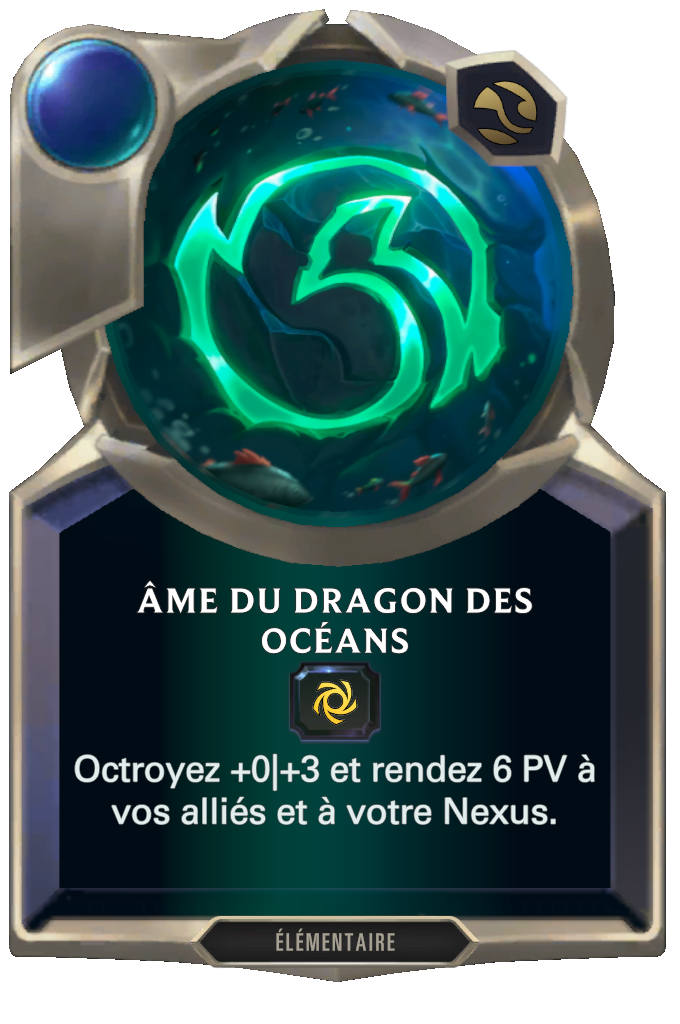 ÂME DU DRAGON DES
OCÉANS
Octroyez +0|+3 et rendez 6 PV à
vos alliés et à votre Nexus.
ÉLÉMENTAIRE